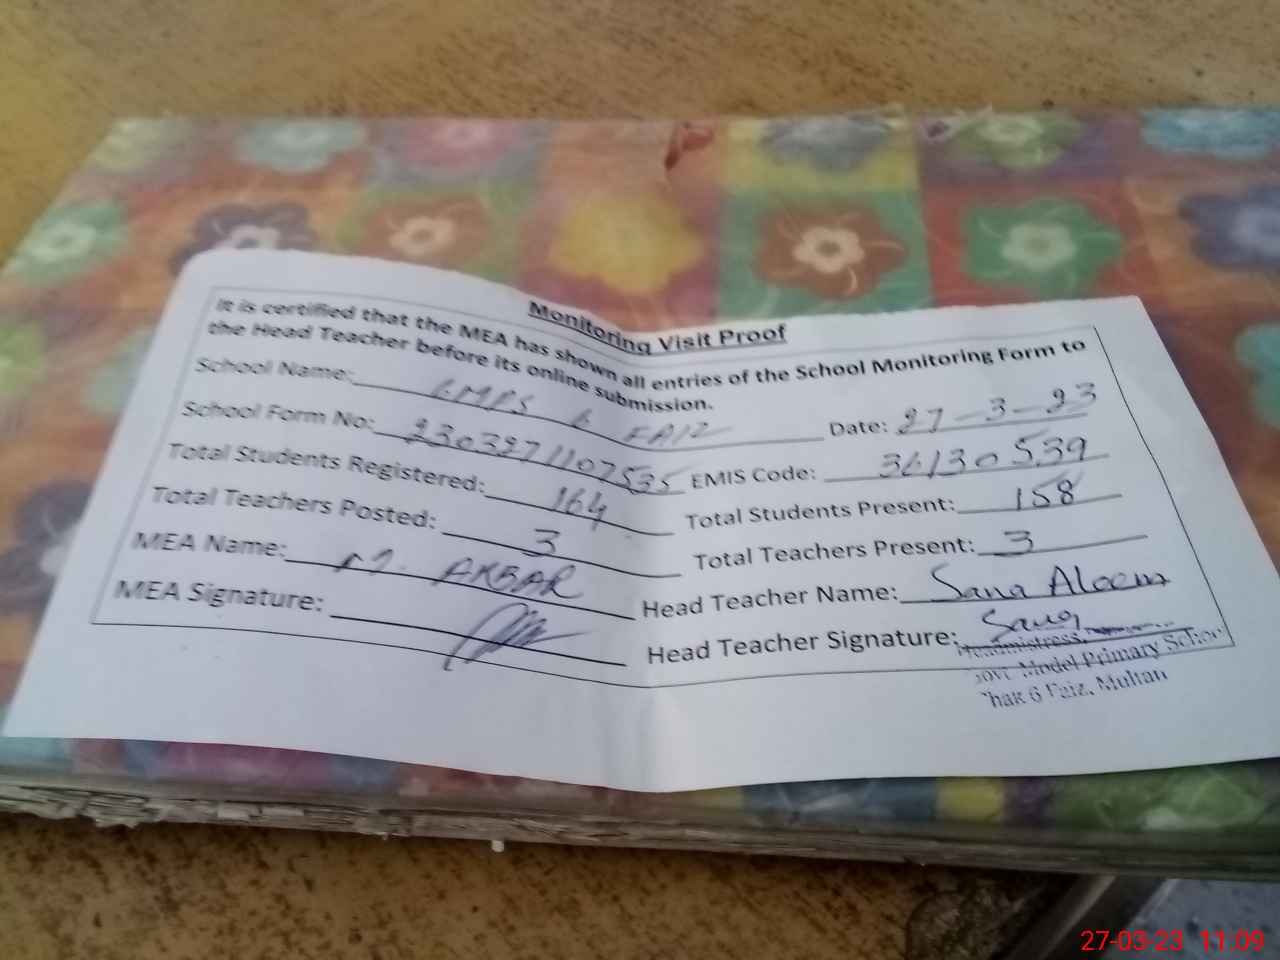 Monitoring Visit Proof
It is certified that the MEA has shown all entries of the School Monitoring Form to
the Head Teacher before its online submission.
School Name: GMPS 6 FAIZ Date: 27-3-23
School Form No: 2303271107535 EMIS Code: 36130539
Total Students Registered: 164 Total Students Present: 158
Total Teachers Posted: 3 Total Teachers Present: 3
MEA Name: M. AKBAR Head Teacher Name: Sana Aleem
MEA Signature: Head Teacher Signature: Sana
Headmistress
Govt. Model Primary School
Chak 6 Faiz, Multan
27-03-23 11:09